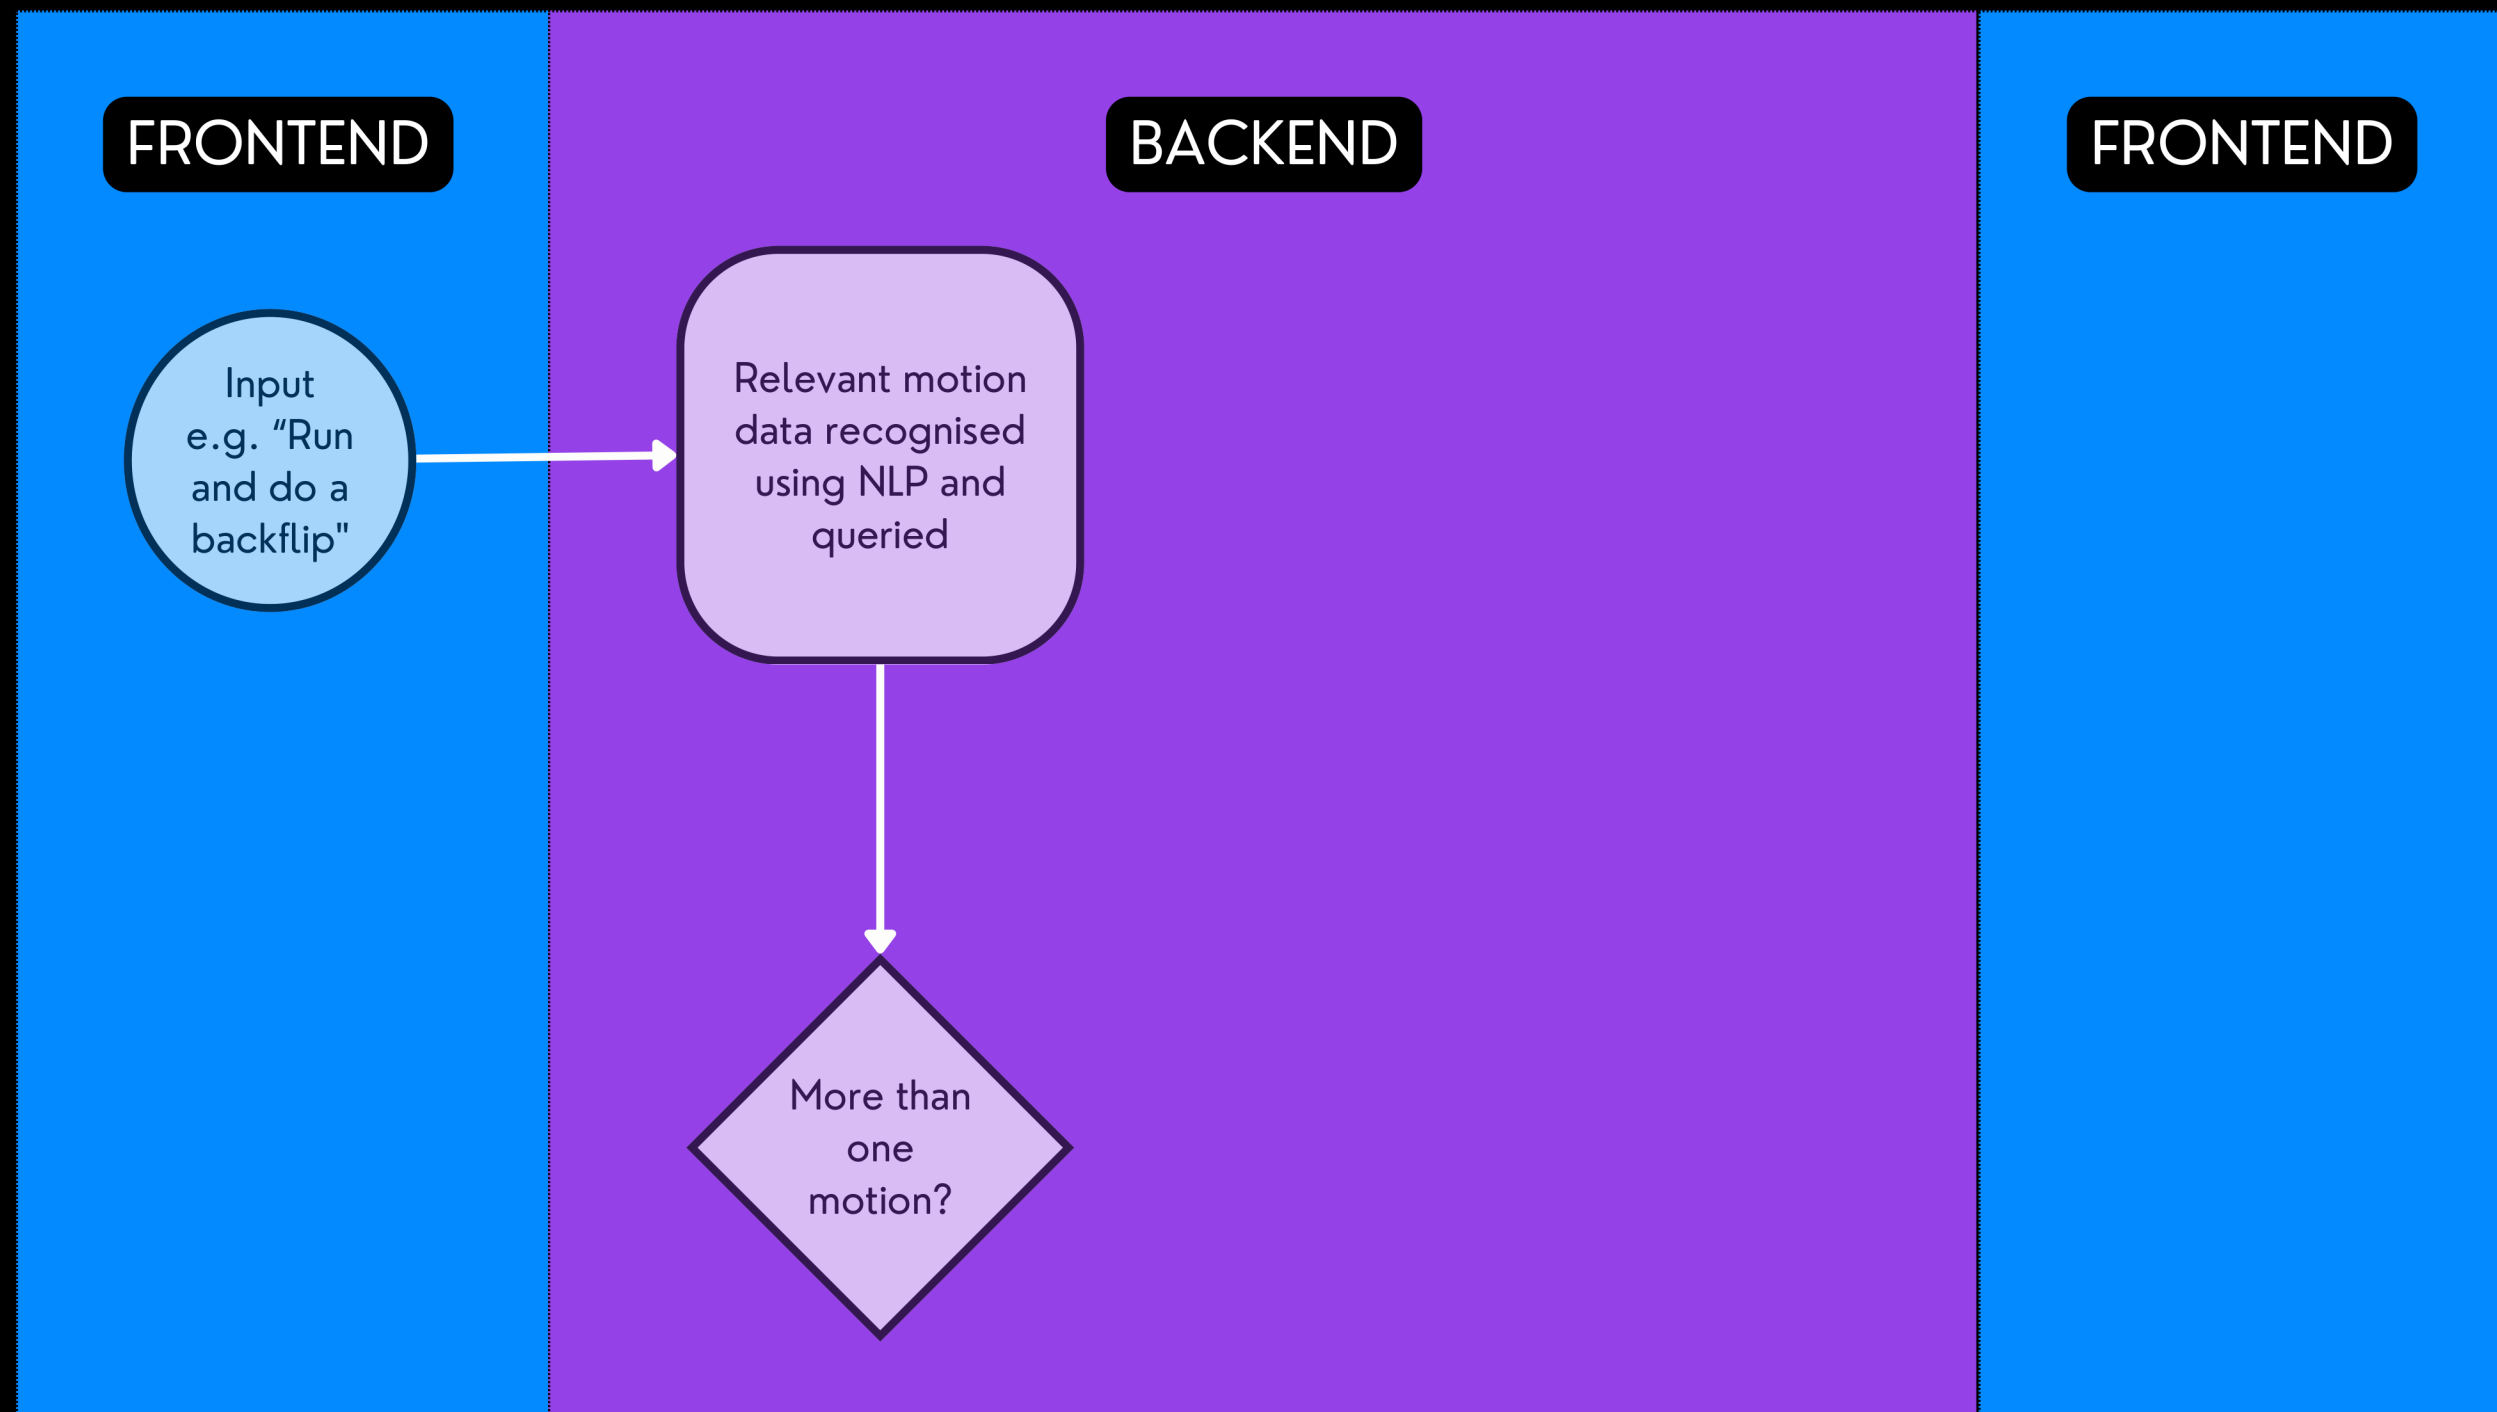 FRONTEND
BACKEND
FRONTEND
Input
e.g. “Run
and do a
backflip"
Relevant motion
data recognised
using NLP and
queried
More than
one
motion?